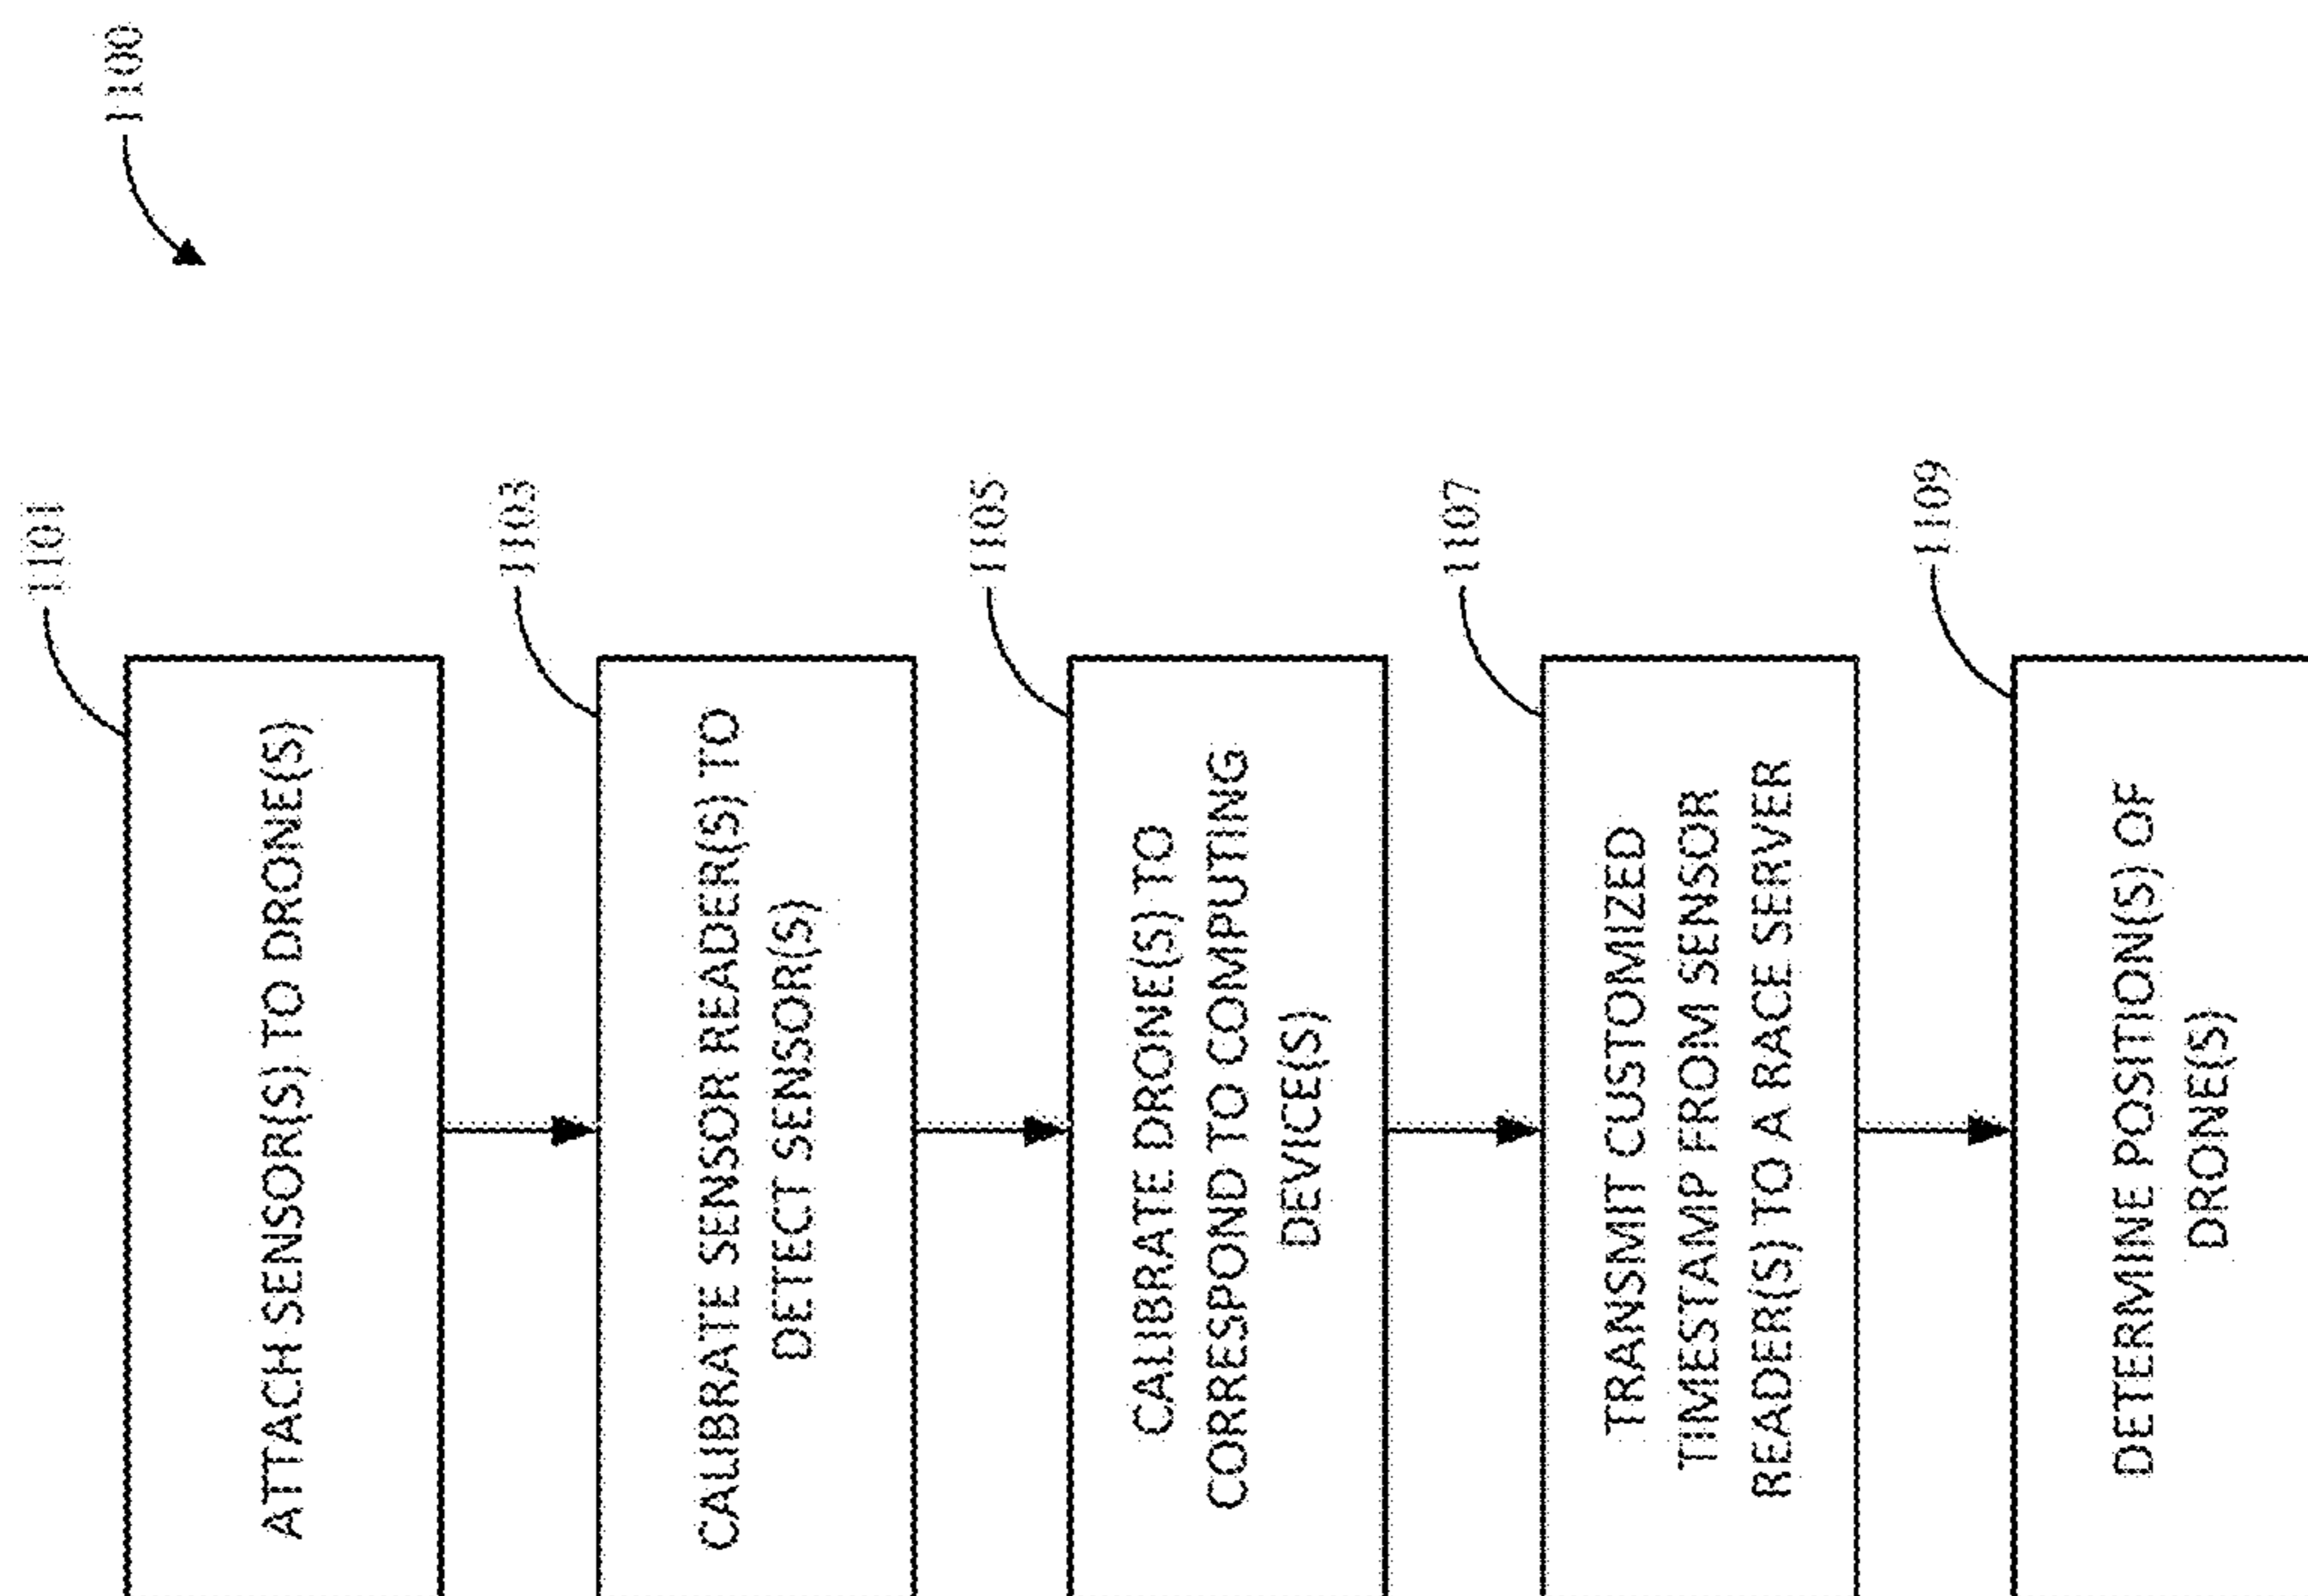 1100
1101
ATTACH SENSOR(S) TO DRONE(S)
1103
CALIBRATE SENSOR READER(S) TO
DETECT SENSOR(S)
1105
CALIBRATE DRONE(S) TO
CORRESPOND TO COMPUTING
DEVICE(S)
1107
TRANSMIT CUSTOMIZED
TIMESTAMP FROM SENSOR
READER(S) TO A RACE SERVER
1109
DETERMINE POSITION(S) OF
DRONE(S)